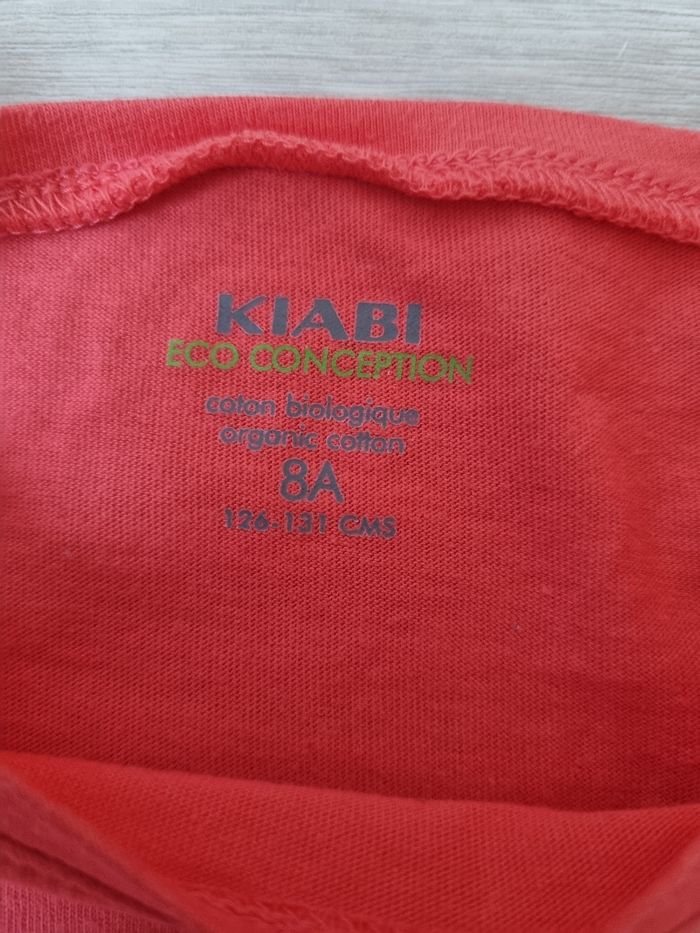 KIABI
ECO CONCEPTION
coton biologique
organic cotton
8A
126-131 CMS